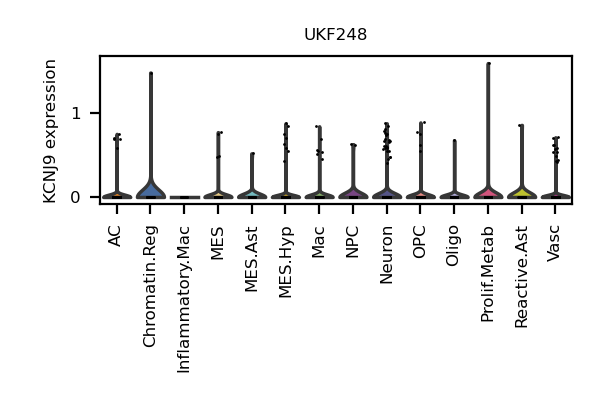 UKF248
KCNJ9 expression
1
0
AC
Chromatin.Reg
Inflammatory.Mac
MES
MES.Ast
MES.Hyp
Mac
NPC
Neuron
OPC
Oligo
Prolif.Metab
Reactive.Ast
Vasc